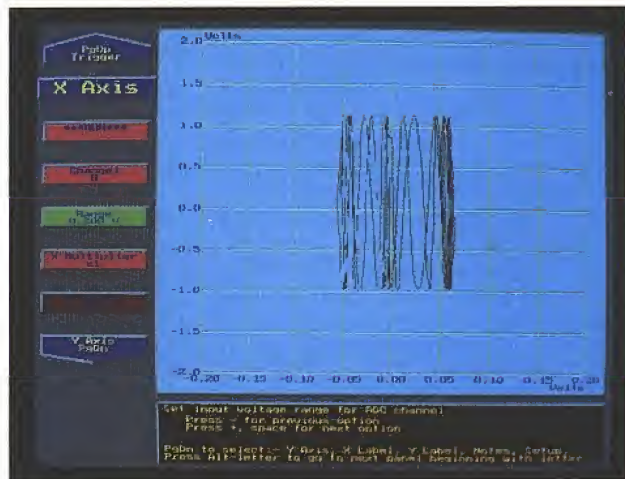 Trigger
X Axis
Channel
Range
0.200 V
X Multiplier
x1
Y Axis
PgDn
Volts
2.0
1.5
1.0
0.5
0.0
-0.5
-1.0
-1.5
-2.0
-0.20 -0.15 -0.10 -0.05 0.00 0.05 0.10 0.15 0.20
Volts
Set input voltage range for ADC channel
Press - for previous option
Press +, space for next option
PgDn to select:- Y Axis, X Label, Y Label, Notes, Setup,
Press Alt-letter to go to next panel beginning with letter